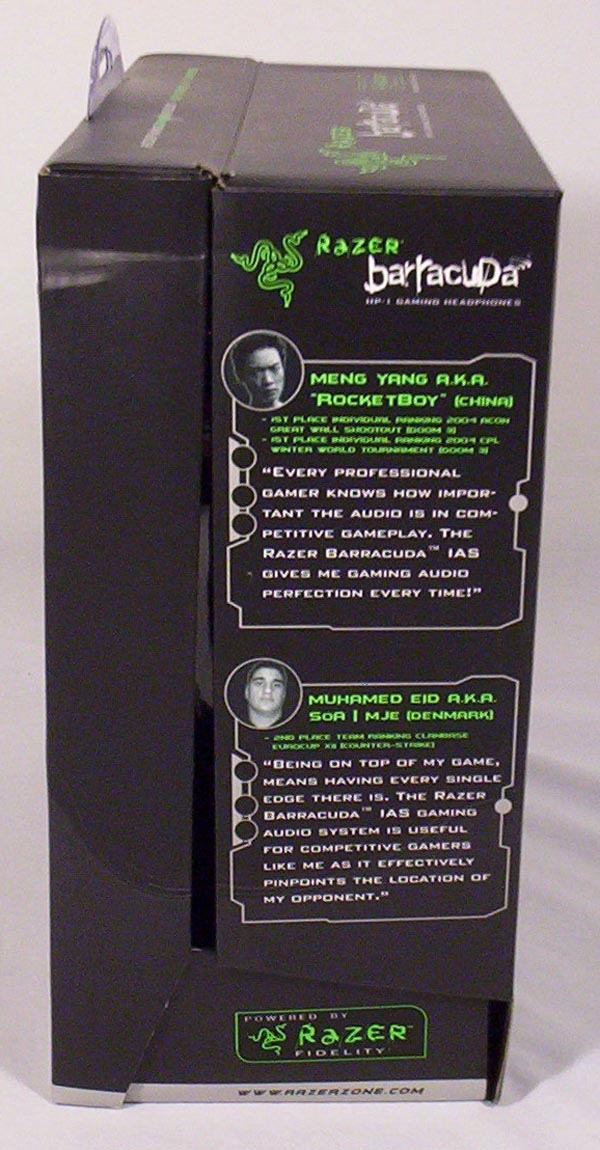 RAZER
barracuda™
HP-1 GAMING HEADPHONES
MENG YANG A.K.A.
"ROCKETBOY" (CHINA)
- 1ST PLACE INDIVIDUAL RANKING 2004 ACON
GREAT WALL SHOOTOUT (DOOM 3)
- 1ST PLACE INDIVIDUAL RANKING 2004 CPL
WINTER WORLD TOURNAMENT (DOOM 3)
"EVERY PROFESSIONAL
GAMER KNOWS HOW IMPOR-
TANT THE AUDIO IS IN COM-
PETITIVE GAMEPLAY. THE
RAZER BARRACUDA™ IAS
GIVES ME GAMING AUDIO
PERFECTION EVERY TIME!"
MUHAMED EID A.K.A.
SOA | MJE (DENMARK)
- 2ND PLACE TEAM RANKING CLANBASE
EUROCUP XII (COUNTER-STRIKE)
"BEING ON TOP OF MY GAME,
MEANS HAVING EVERY SINGLE
EDGE THERE IS. THE RAZER
BARRACUDA™ IAS GAMING
AUDIO SYSTEM IS USEFUL
FOR COMPETITIVE GAMERS
LIKE ME AS IT EFFECTIVELY
PINPOINTS THE LOCATION OF
MY OPPONENT."
POWERED BY
RAZER™
FIDELITY
WWW.RAZERZONE.COM